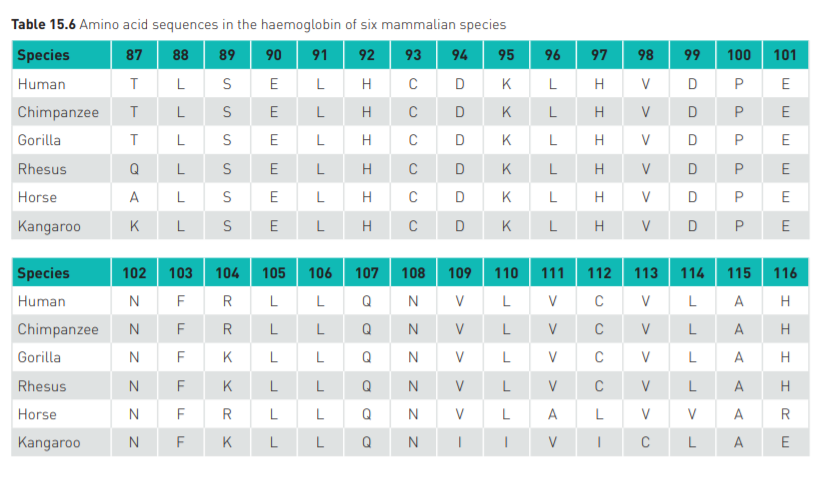 Table 15.6 Amino acid sequences in the haemoglobin of six mammalian species
Species 87 88 89 90 91 92 93 94 95 96 97 98 99 100 101
Human T L S E L H C D K L H V D P E
Chimpanzee T L S E L H C D K L H V D P E
Gorilla T L S E L H C D K L H V D P E
Rhesus Q L S E L H C D K L H V D P E
Horse A L S E L H C D K L H V D P E
Kangaroo K L S E L H C D K L H V D P E
Species 102 103 104 105 106 107 108 109 110 111 112 113 114 115 116
Human N F R L L Q N V L V C V L A H
Chimpanzee N F R L L Q N V L V C V L A H
Gorilla N F K L L Q N V L V C V L A H
Rhesus N F K L L Q N V L V C V L A H
Horse N F R L L Q N V L A L V V A R
Kangaroo N F K L L Q N I I V I C L A E